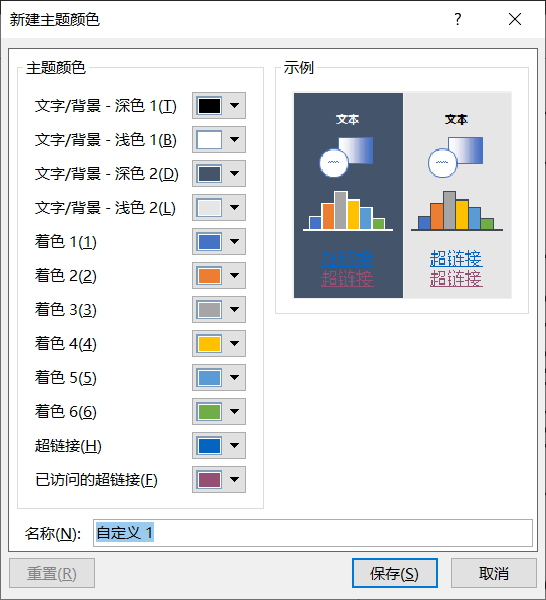 新建主题颜色
?
主题颜色
文字/背景 - 深色 1(T)
文字/背景 - 浅色 1(B)
文字/背景 - 深色 2(D)
文字/背景 - 浅色 2(L)
着色 1(1)
着色 2(2)
着色 3(3)
着色 4(4)
着色 5(5)
着色 6(6)
超链接(H)
已访问的超链接(F)
示例
文本 文本
超链接 超链接
超链接 超链接
名称(N): 自定义 1
重置(R) 保存(S) 取消